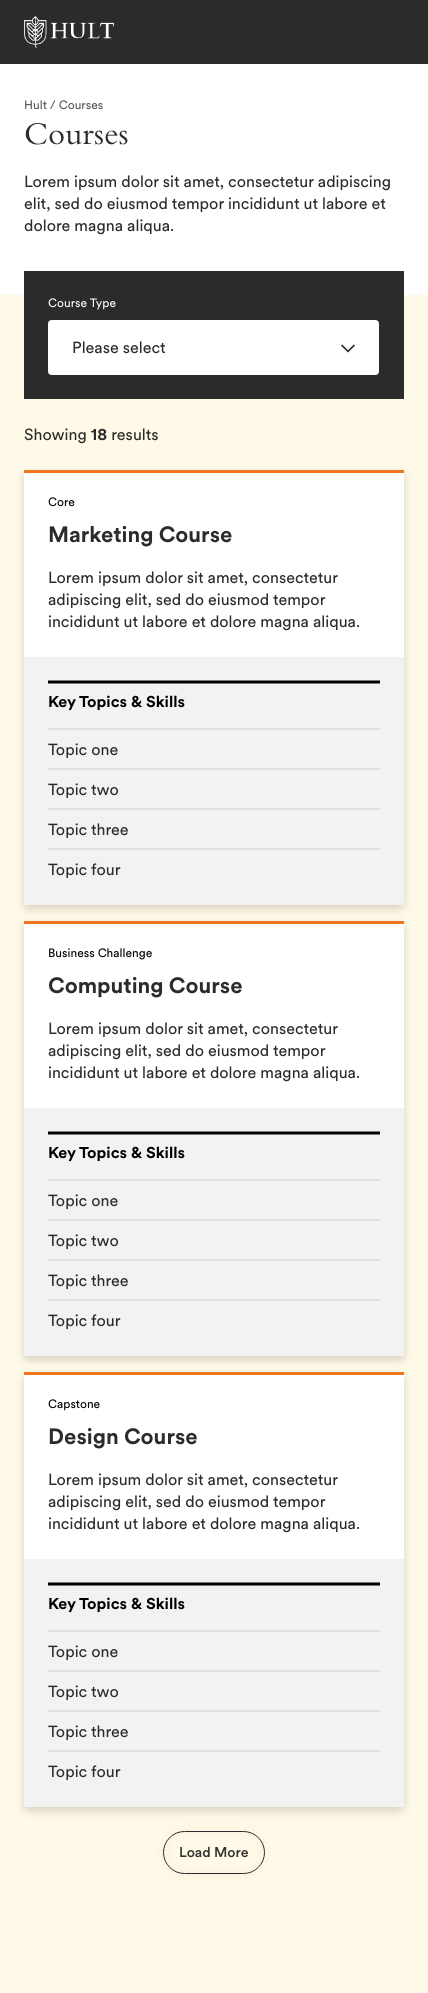 HULT
Hult / Courses
Courses
Lorem ipsum dolor sit amet, consectetur adipiscing
elit, sed do eiusmod tempor incididunt ut labore et
dolore magna aliqua.
Course Type
Please select
Showing 18 results
Core
Marketing Course
Lorem ipsum dolor sit amet, consectetur
adipiscing elit, sed do eiusmod tempor
incididunt ut labore et dolore magna aliqua.
Key Topics & Skills
Topic one
Topic two
Topic three
Topic four
Business Challenge
Computing Course
Lorem ipsum dolor sit amet, consectetur
adipiscing elit, sed do eiusmod tempor
incididunt ut labore et dolore magna aliqua.
Key Topics & Skills
Topic one
Topic two
Topic three
Topic four
Capstone
Design Course
Lorem ipsum dolor sit amet, consectetur
adipiscing elit, sed do eiusmod tempor
incididunt ut labore et dolore magna aliqua.
Key Topics & Skills
Topic one
Topic two
Topic three
Topic four
Load More